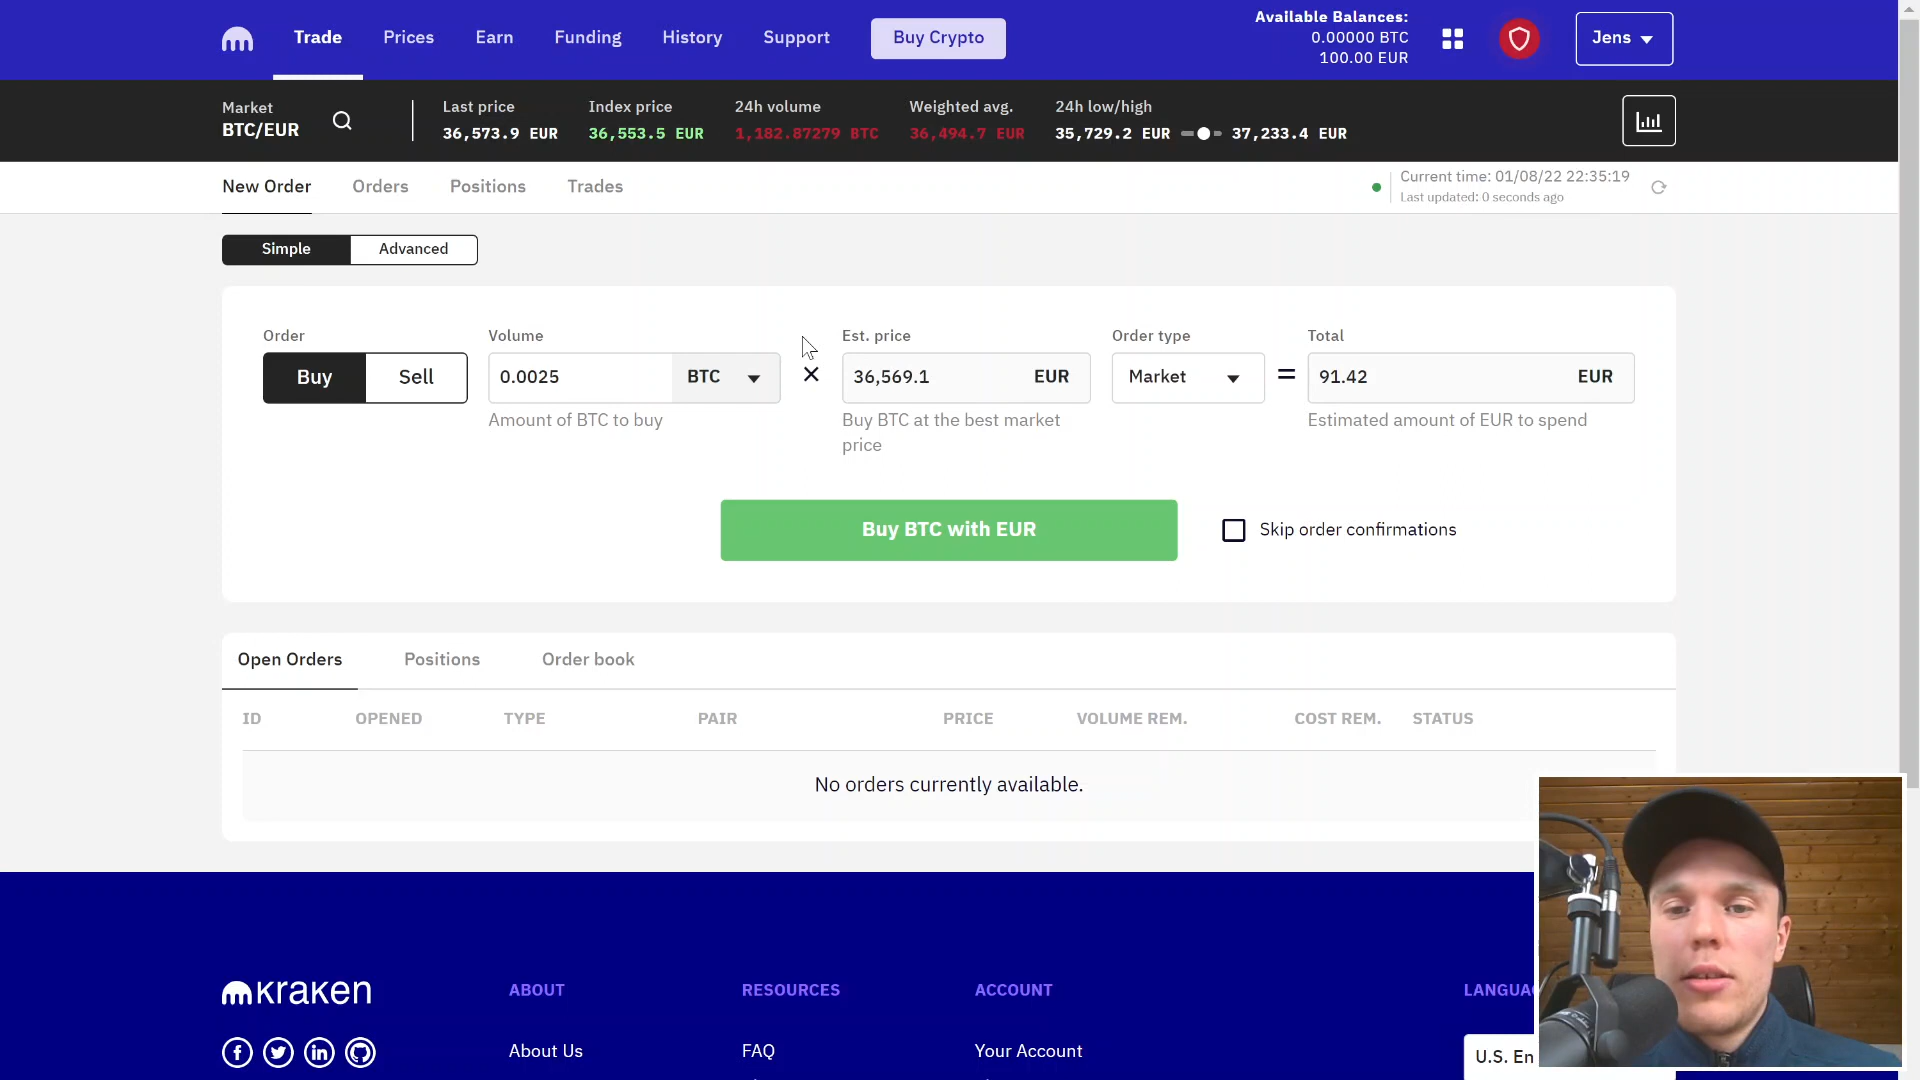 Trade Prices Earn Funding History Support Buy Crypto
Available Balances:
0.00000 BTC
100.00 EUR
Jens
Market
BTC/EUR
Last price
36,573.9 EUR
Index price
36,553.5 EUR
24h volume
1,182.87279 BTC
Weighted avg.
36,494.7 EUR
24h low/high
35,729.2 EUR 37,233.4 EUR
New Order Orders Positions Trades
Current time: 01/08/22 22:35:19
Last updated: 0 seconds ago
Simple Advanced
Order
Buy Sell
Volume
0.0025 BTC
Amount of BTC to buy
×
Est. price
36,569.1 EUR
Buy BTC at the best market
price
Order type
Market
=
Total
91.42 EUR
Estimated amount of EUR to spend
Buy BTC with EUR
Skip order confirmations
Open Orders Positions Order book
ID OPENED TYPE PAIR PRICE VOLUME REM. COST REM. STATUS
No orders currently available.
kraken
ABOUT
About Us
RESOURCES
FAQ
ACCOUNT
Your Account
LANGUA
U.S. En